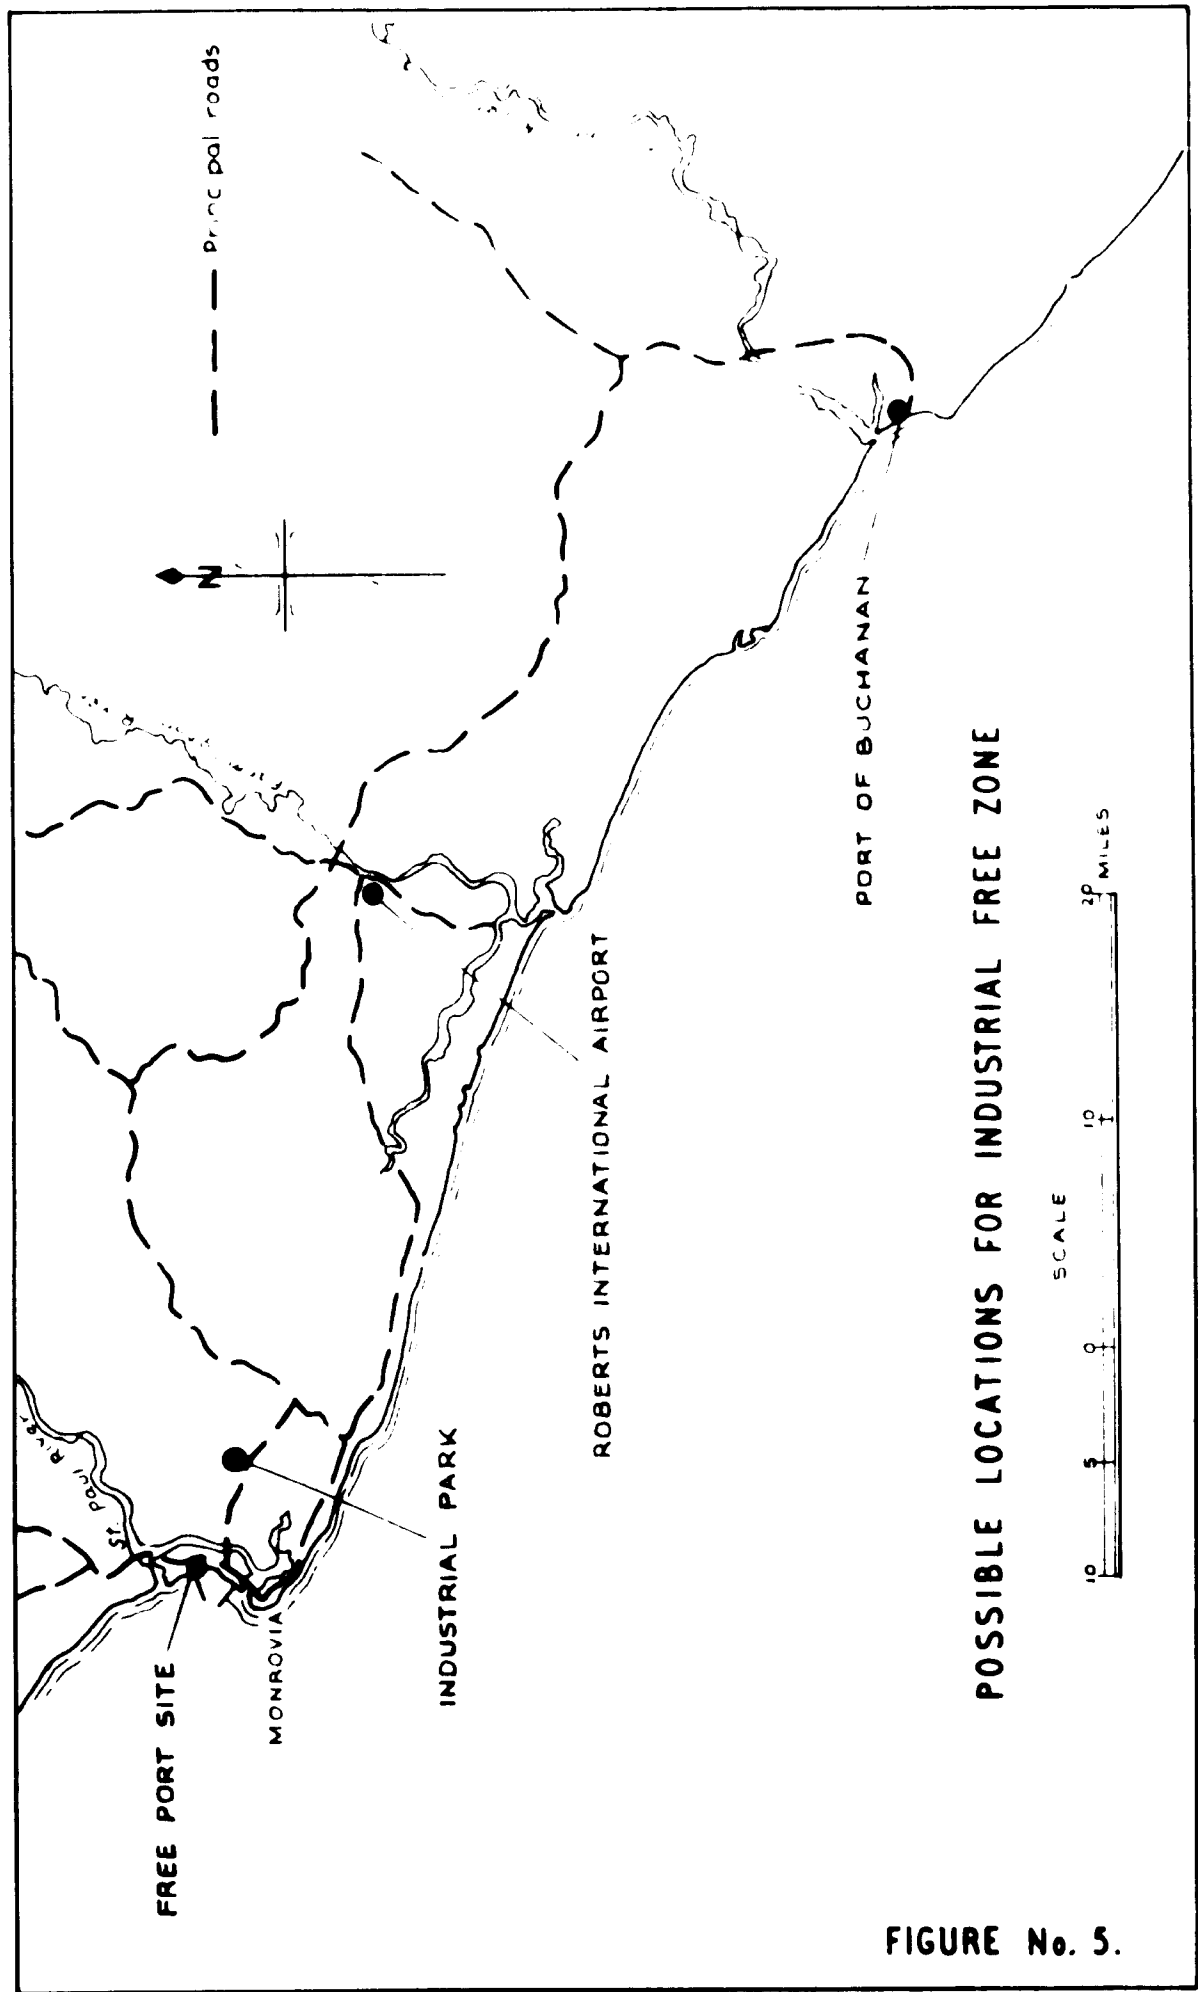 Principal roads
N
St. Paul River
FREE PORT SITE
MONROVIA
INDUSTRIAL PARK
ROBERTS INTERNATIONAL AIRPORT
PORT OF BUCHANAN
POSSIBLE LOCATIONS FOR INDUSTRIAL FREE ZONE
SCALE
10 5 0 10 20 MILES
FIGURE No. 5.